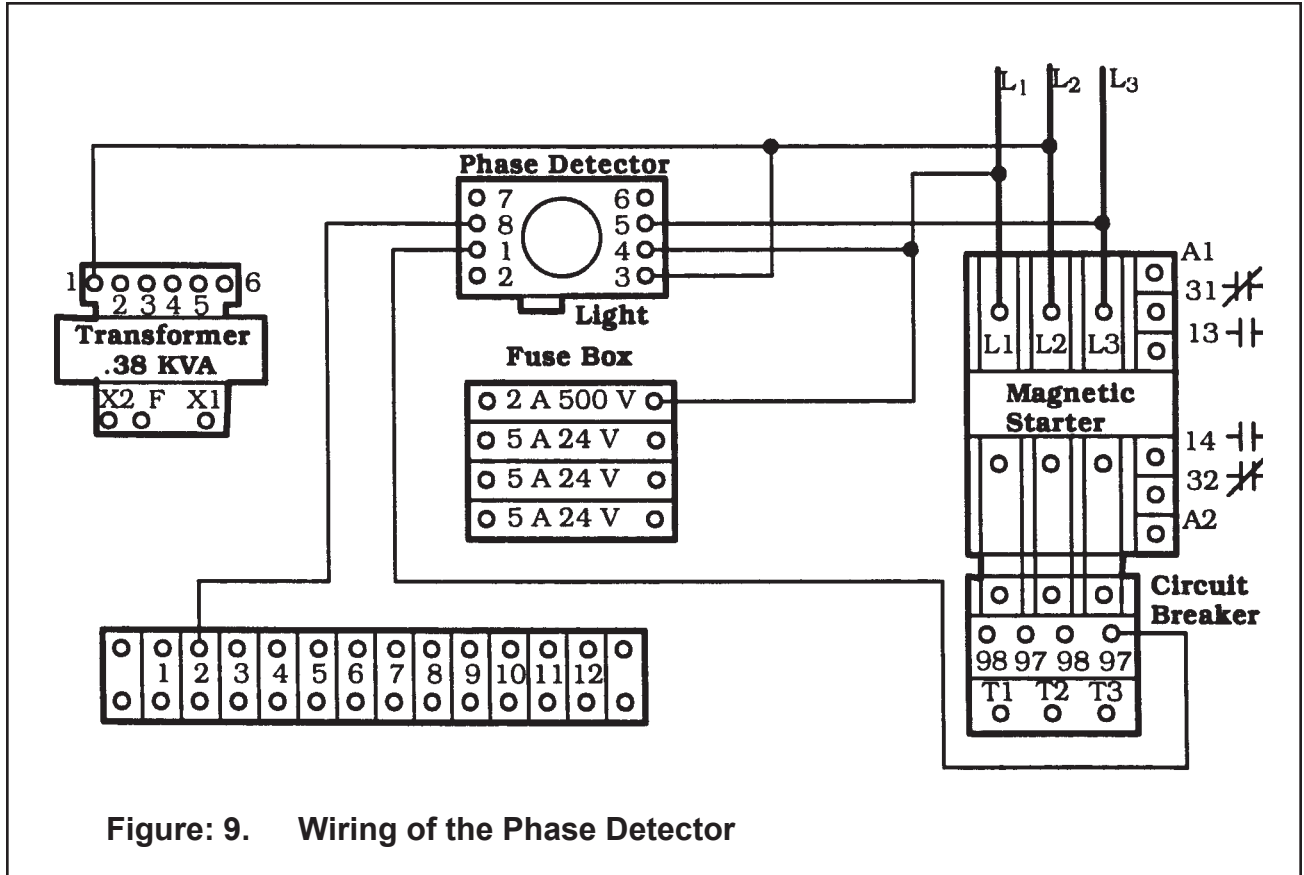 L1 L2 L3
Phase Detector
7 6
8 5
1 4
2 3
Light
1 6
2 3 4 5
Transformer
.38 KVA
X2 F X1
Fuse Box
2 A 500 V
5 A 24 V
5 A 24 V
5 A 24 V
A1
31
13
L1 L2 L3
Magnetic
Starter
14
32
A2
Circuit
Breaker
98 97 98 97
T1 T2 T3
1 2 3 4 5 6 7 8 9 10 11 12
Figure: 9. Wiring of the Phase Detector